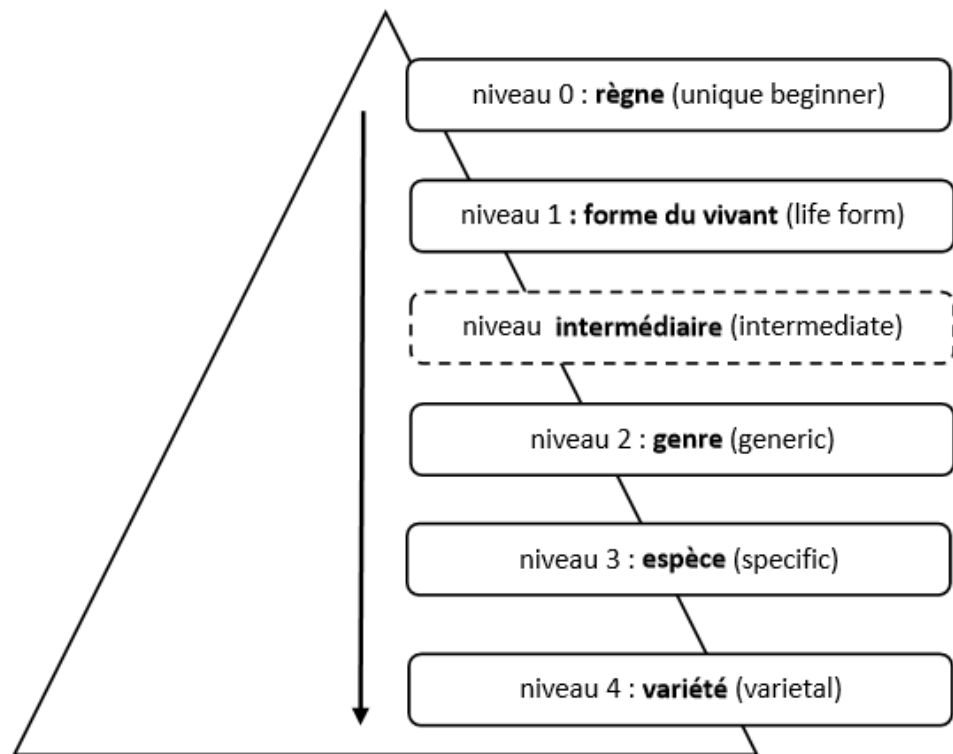 niveau 0 : règne (unique beginner)
niveau 1 : forme du vivant (life form)
niveau intermédiaire (intermediate)
niveau 2 : genre (generic)
niveau 3 : espèce (specific)
niveau 4 : variété (varietal)